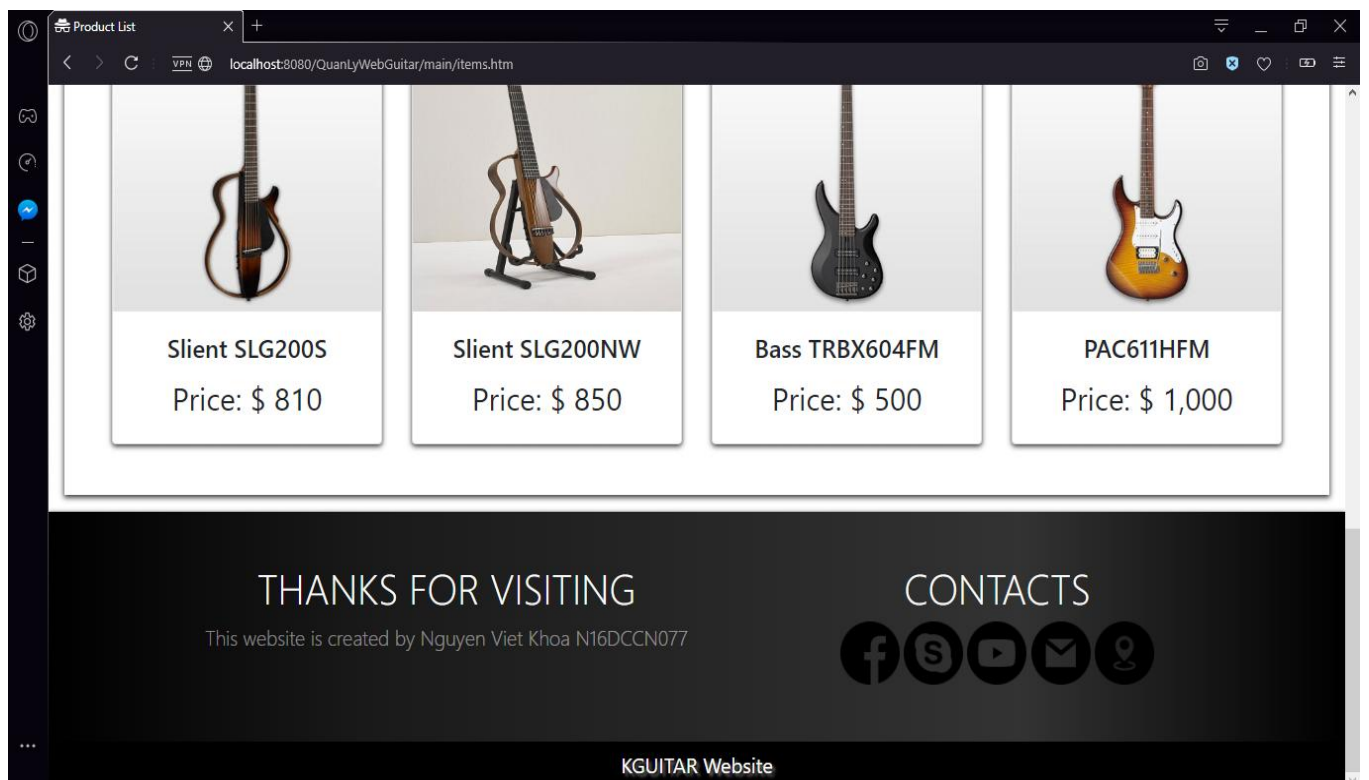 Product List
VPN localhost:8080/QuanLyWebGuitar/main/items.htm
Slient SLG200S
Price: $ 810
Slient SLG200NW
Price: $ 850
Bass TRBX604FM
Price: $ 500
PAC611HFM
Price: $ 1,000
THANKS FOR VISITING
This website is created by Nguyen Viet Khoa N16DCCN077
CONTACTS
KGUITAR Website